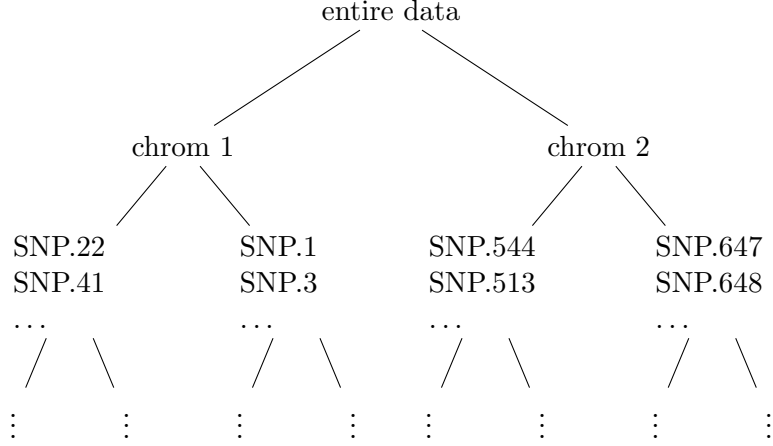 entire data
chrom 1 chrom 2
SNP.22 SNP.1 SNP.544 SNP.647
SNP.41 SNP.3 SNP.513 SNP.648
... ... ... ...
⋮ ⋮ ⋮ ⋮ ⋮ ⋮ ⋮ ⋮